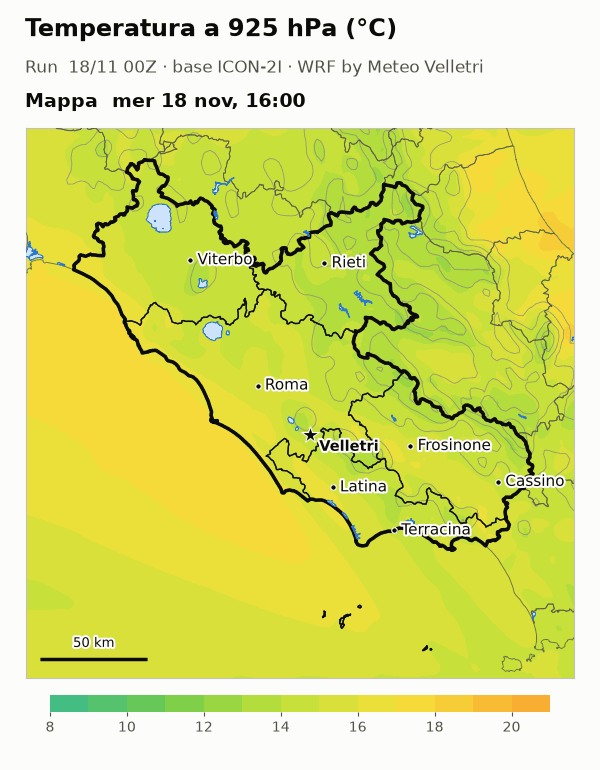 Temperatura a 925 hPa (°C)
Run  18/11 00Z · base ICON-2I · WRF by Meteo Velletri
Mappa  mer 18 nov, 16:00
Viterbo
Rieti
Roma
Velletri
Frosinone
Cassino
Latina
Terracina
50 km
8 10 12 14 16 18 20